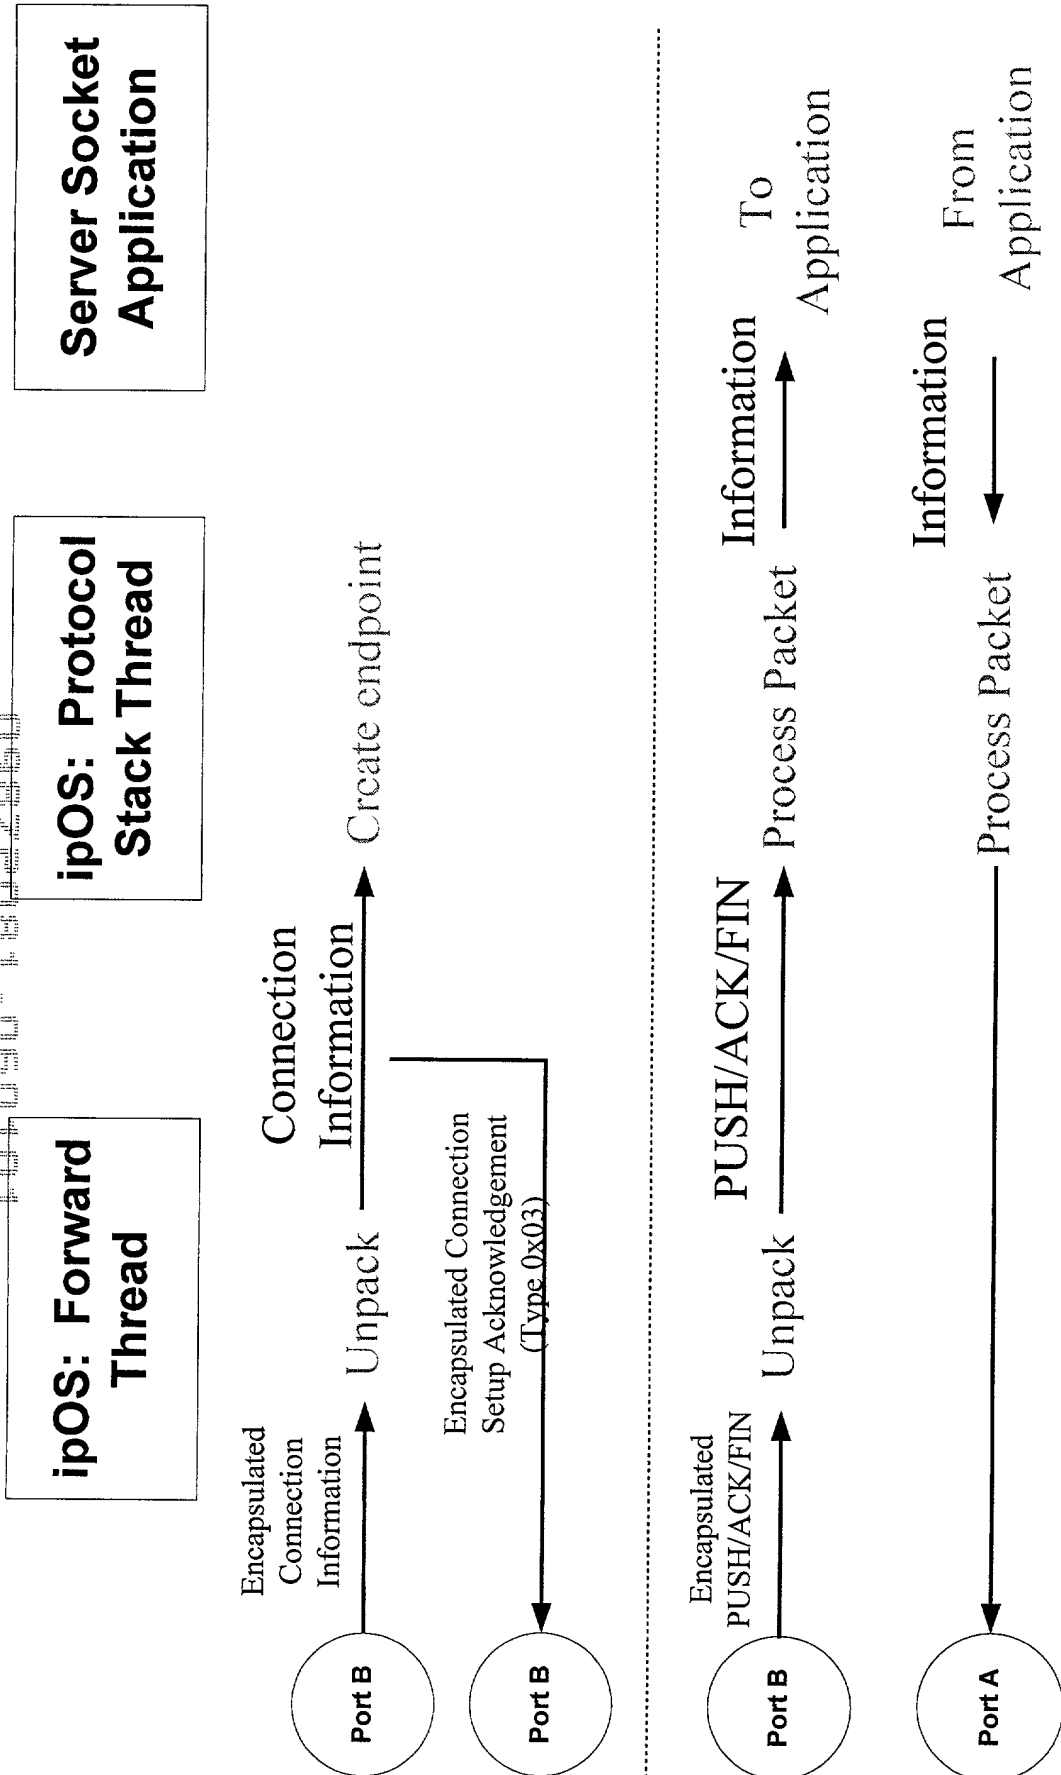 ipOS: Forward
Thread
ipOS: Protocol
Stack Thread
Server Socket
Application
Encapsulated
Connection
Information
Port B
Unpack
Connection
Information
Create endpoint
Encapsulated Connection
Setup Acknowledgement
(Type 0x03)
Port B
Encapsulated
PUSH/ACK/FIN
Port B
Unpack
PUSH/ACK/FIN
Process Packet
Information
To
Application
Port A
Process Packet
Information
From
Application